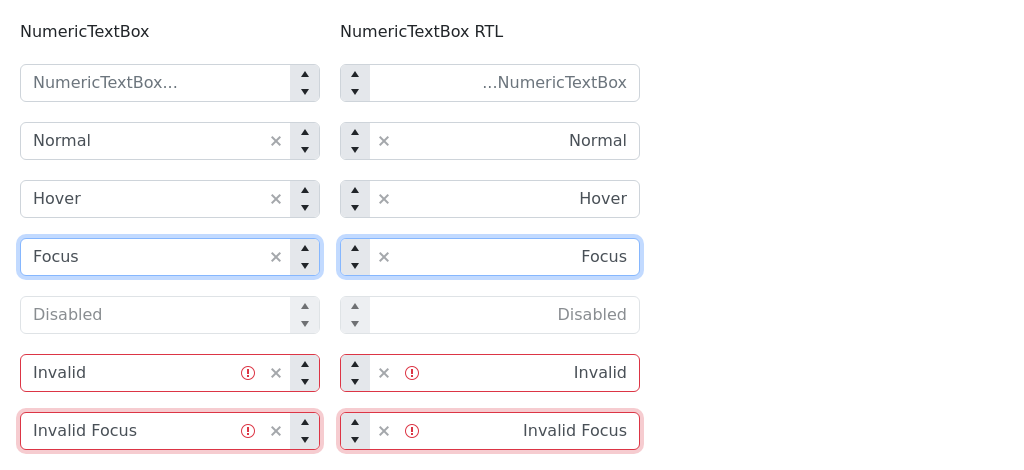 NumericTextBox NumericTextBox RTL
NumericTextBox... ...NumericTextBox
Normal Normal
Hover Hover
Focus Focus
Disabled Disabled
Invalid Invalid
Invalid Focus Invalid Focus